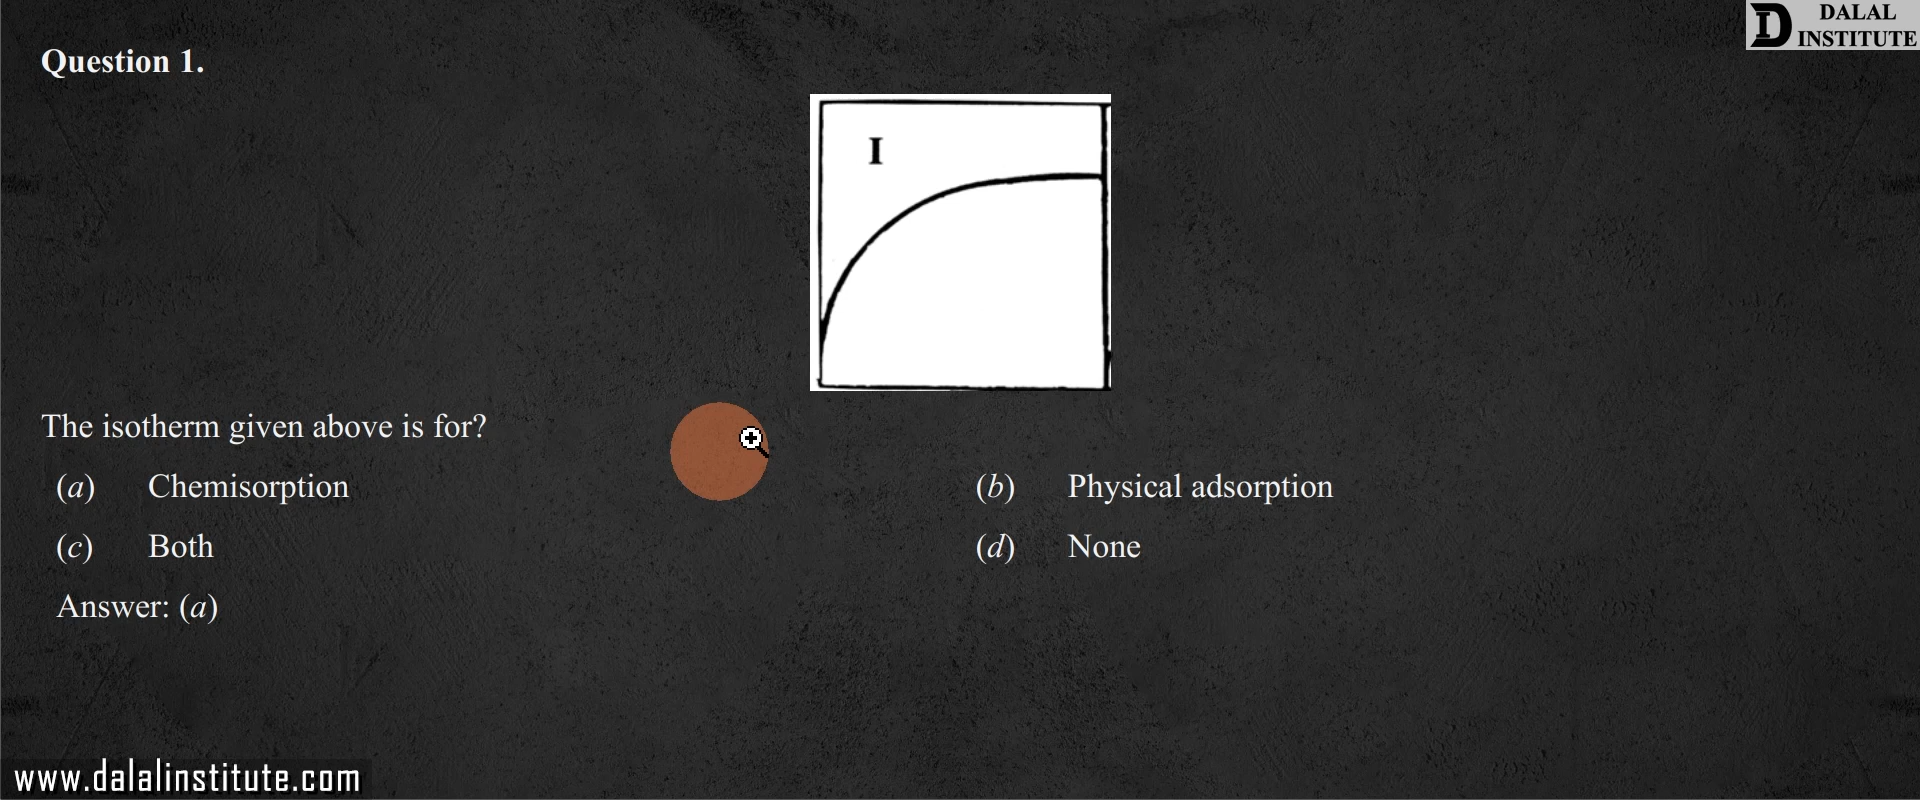 DALAL
INSTITUTE
Question 1.
I
The isotherm given above is for?
(a) Chemisorption (b) Physical adsorption
(c) Both (d) None
Answer: (a)
www.dalalinstitute.com